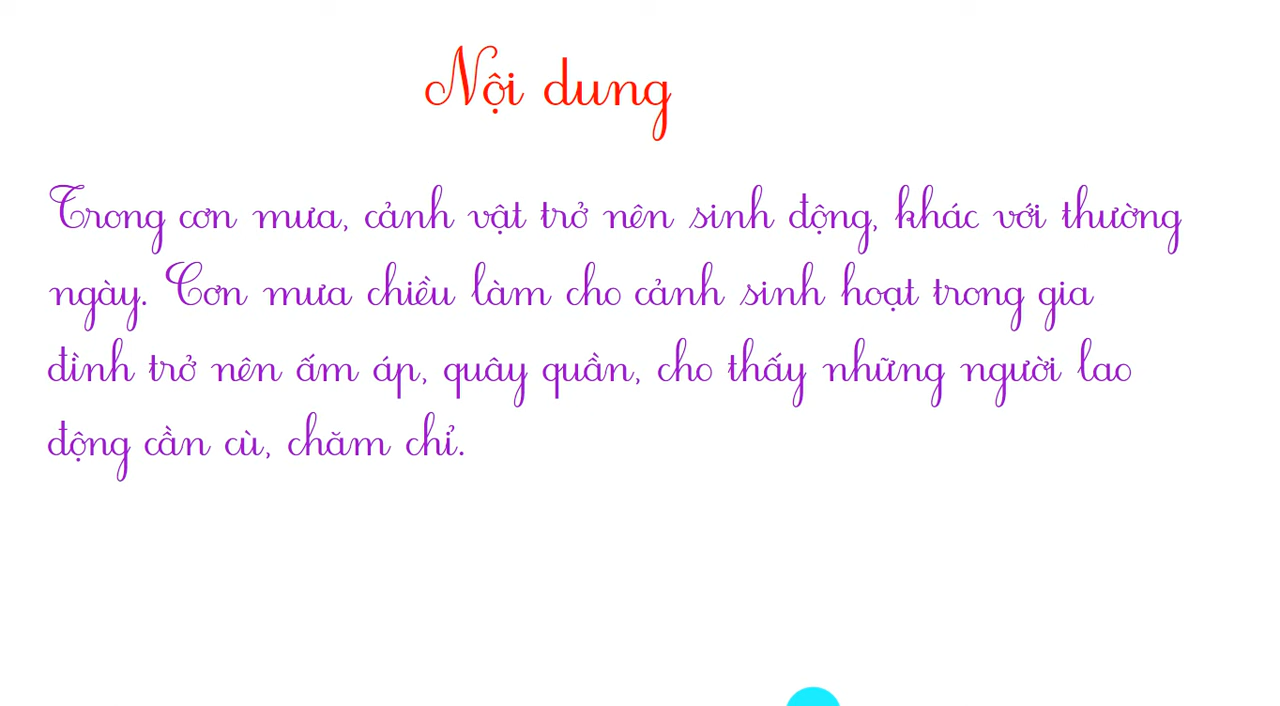 Nội dung
Trong cơn mưa, cảnh vật trở nên sinh động, khác với thường
ngày. Cơn mưa chiều làm cho cảnh sinh hoạt trong gia
đình trở nên ấm áp, quây quần, cho thấy những người lao
động cần cù, chăm chỉ.